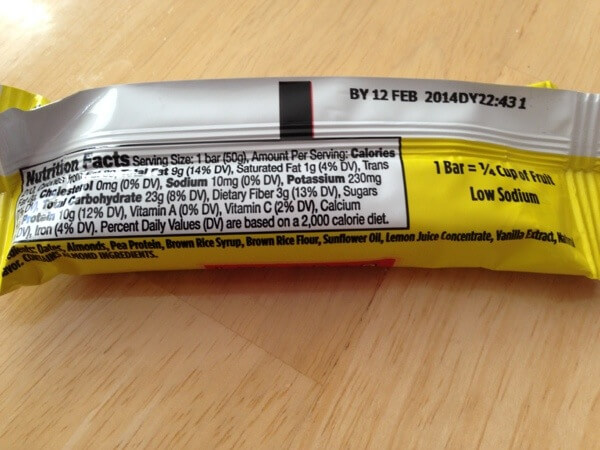 BY 12 FEB 2014DY22:431
Nutrition Facts Serving Size: 1 bar (50g), Amount Per Serving: Calories
Fat 9g (14% DV), Saturated Fat 1g (4% DV), Trans
Cholesterol 0mg (0% DV), Sodium 10mg (0% DV), Potassium 230mg
Total Carbohydrate 23g (8% DV), Dietary Fiber 3g (13% DV), Sugars
Protein 10g (12% DV), Vitamin A (0% DV), Vitamin C (2% DV), Calcium
Iron (4% DV). Percent Daily Values (DV) are based on a 2,000 calorie diet.
Dates, Almonds, Pea Protein, Brown Rice Syrup, Brown Rice Flour, Sunflower Oil, Lemon Juice Concentrate, Vanilla Extract,
ALMOND INGREDIENTS.
1 Bar = ¼ Cup of Fruit
Low Sodium